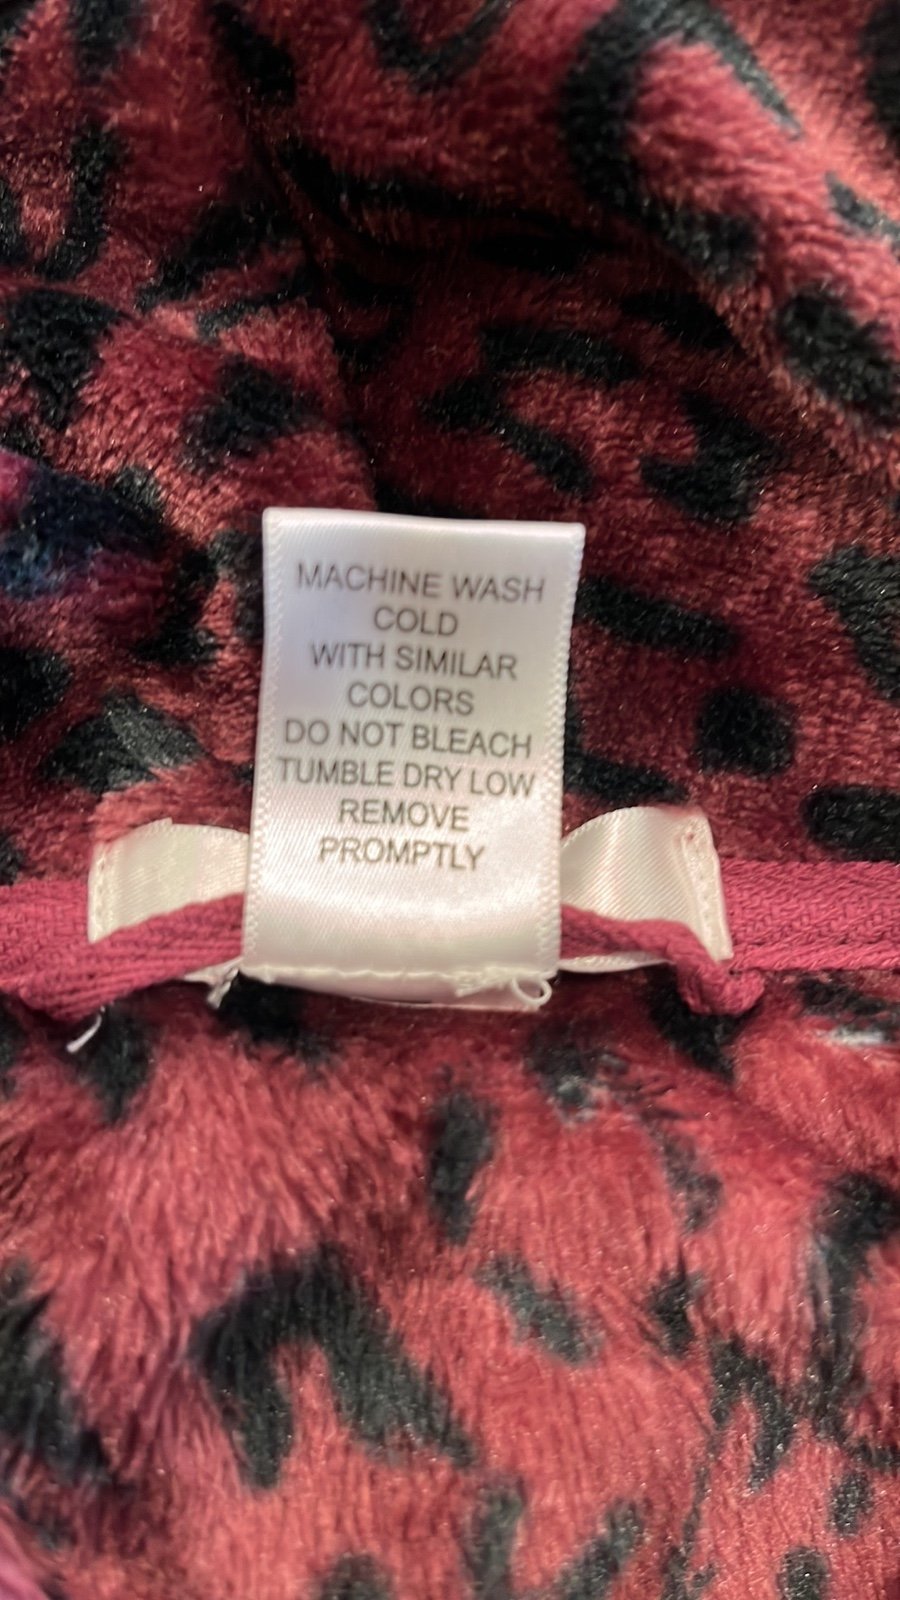 MACHINE WASH
COLD
WITH SIMILAR
COLORS
DO NOT BLEACH
TUMBLE DRY LOW
REMOVE
PROMPTLY